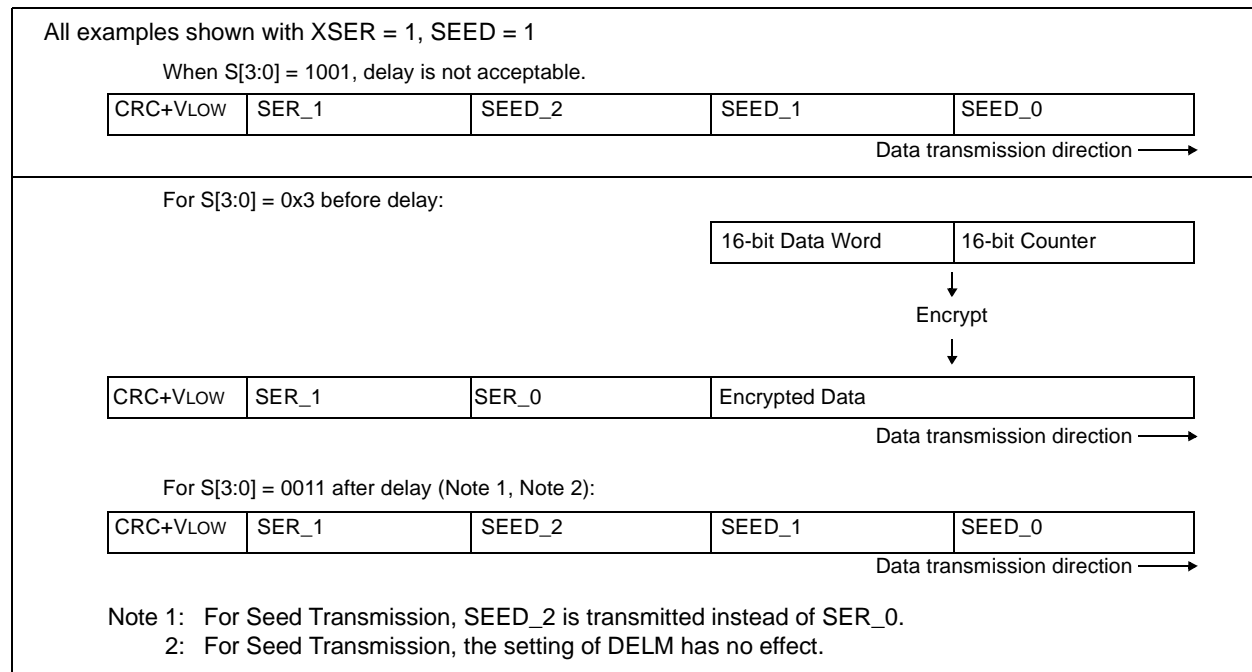 All examples shown with XSER = 1, SEED = 1
When S[3:0] = 1001, delay is not acceptable.
CRC+VLOW SER_1 SEED_2 SEED_1 SEED_0
Data transmission direction
For S[3:0] = 0x3 before delay:
16-bit Data Word 16-bit Counter
Encrypt
CRC+VLOW SER_1 SER_0 Encrypted Data
Data transmission direction
For S[3:0] = 0011 after delay (Note 1, Note 2):
CRC+VLOW SER_1 SEED_2 SEED_1 SEED_0
Data transmission direction
Note 1: For Seed Transmission, SEED_2 is transmitted instead of SER_0.
2: For Seed Transmission, the setting of DELM has no effect.